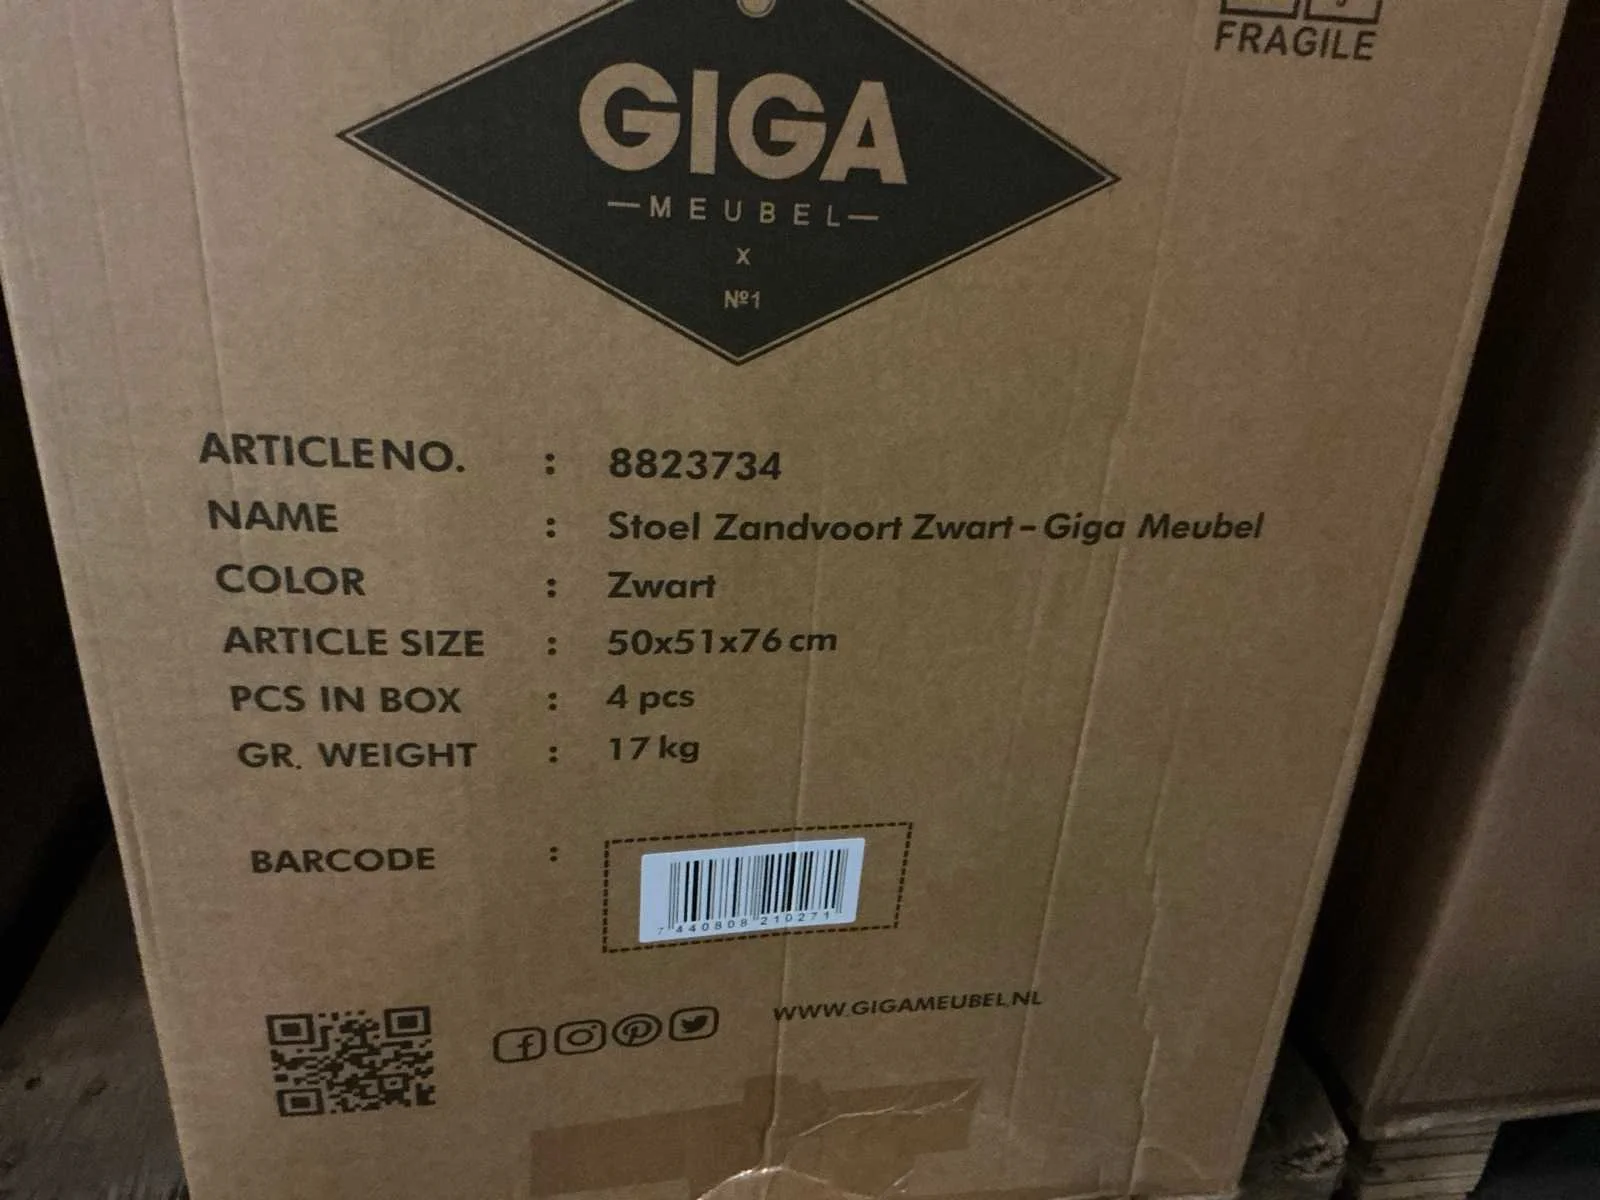 FRAGILE
GIGA
—MEUBEL—
x
Nº1
ARTICLE NO. : 8823734
NAME : Stoel Zandvoort Zwart – Giga Meubel
COLOR : Zwart
ARTICLE SIZE : 50x51x76 cm
PCS IN BOX : 4 pcs
GR. WEIGHT : 17 kg
BARCODE :
7 440808 210271
WWW.GIGAMEUBEL.NL